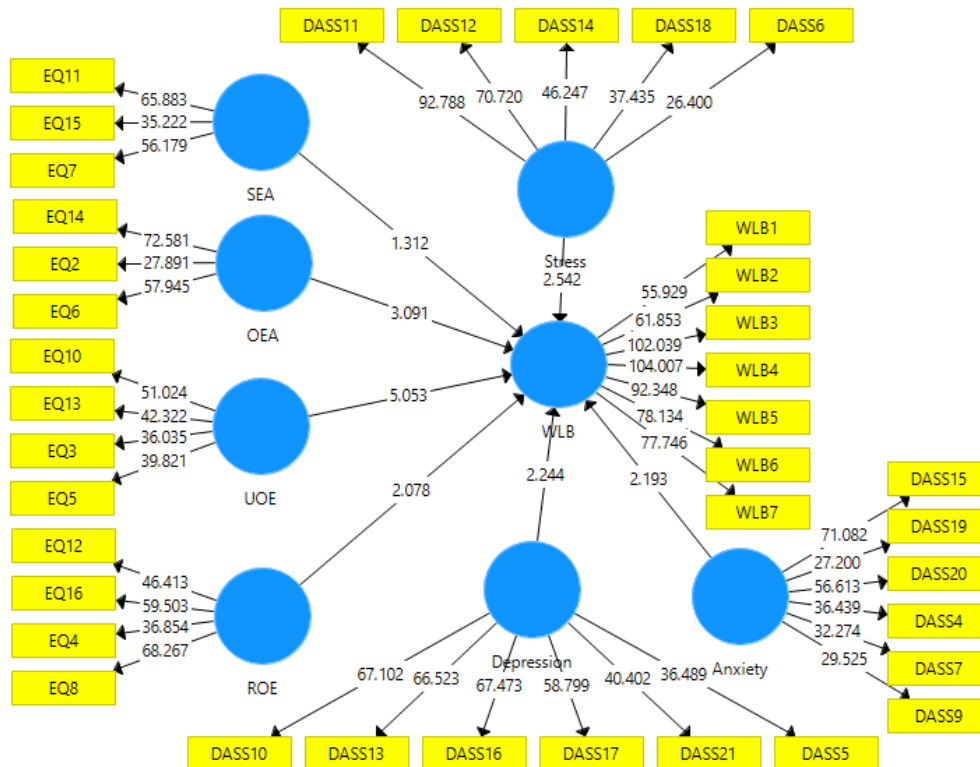 DASS11
DASS12
DASS14
DASS18
DASS6
92.788
70.720
46.247
37.435
26.400
EQ11
EQ15
EQ7
65.883
35.222
56.179
SEA
EQ14
EQ2
EQ6
72.581
27.891
57.945
OEA
EQ10
EQ13
EQ3
EQ5
51.024
42.322
36.035
39.821
UOE
EQ12
EQ16
EQ4
EQ8
46.413
59.503
36.854
68.267
ROE
1.312
3.091
5.053
2.078
Stress
2.542
WLB
2.244
2.193
WLB1
WLB2
WLB3
WLB4
WLB5
WLB6
WLB7
55.929
61.853
102.039
104.007
92.348
78.134
77.746
Depression
67.102
66.523
67.473
58.799
40.402
36.489
DASS10
DASS13
DASS16
DASS17
DASS21
DASS5
Anxiety
71.082
27.200
56.613
36.439
32.274
29.525
DASS15
DASS19
DASS20
DASS4
DASS7
DASS9